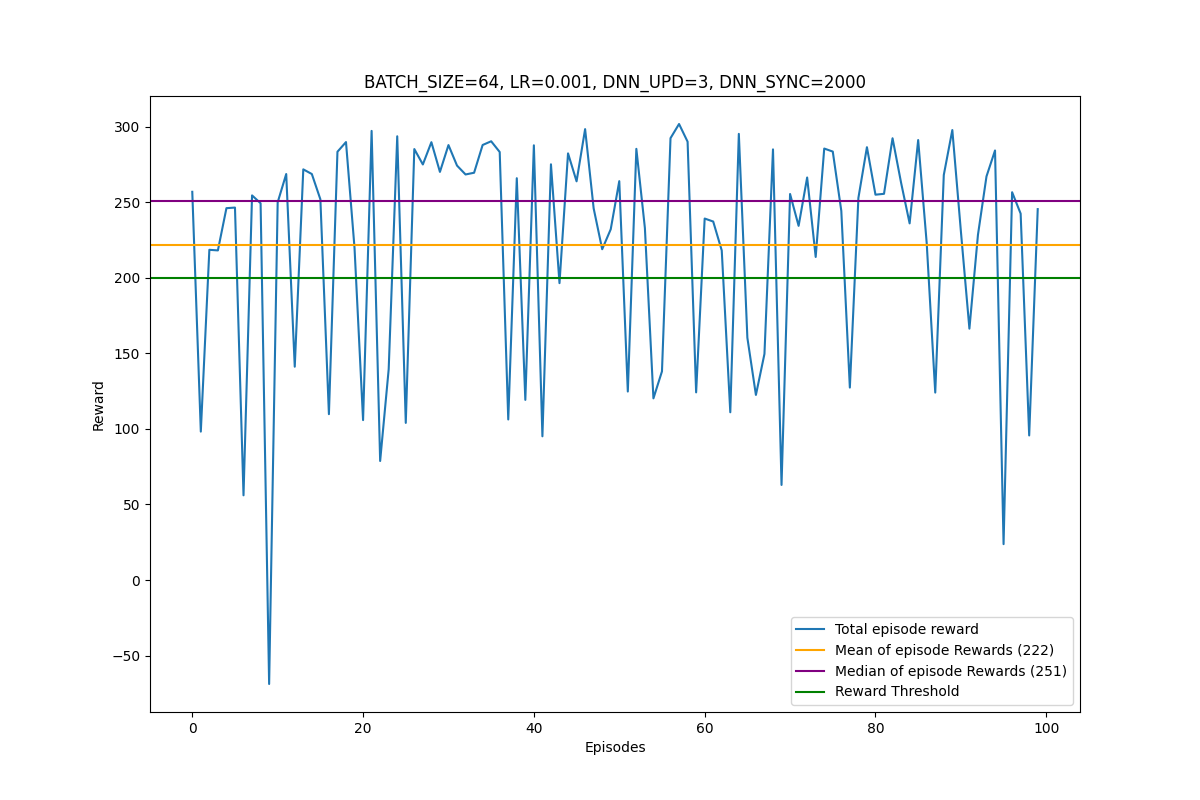 BATCH_SIZE=64, LR=0.001, DNN_UPD=3, DNN_SYNC=2000
300
250
200
150
100
50
0
−50
Reward
0 20 40 60 80 100
Episodes
Total episode reward
Mean of episode Rewards (222)
Median of episode Rewards (251)
Reward Threshold